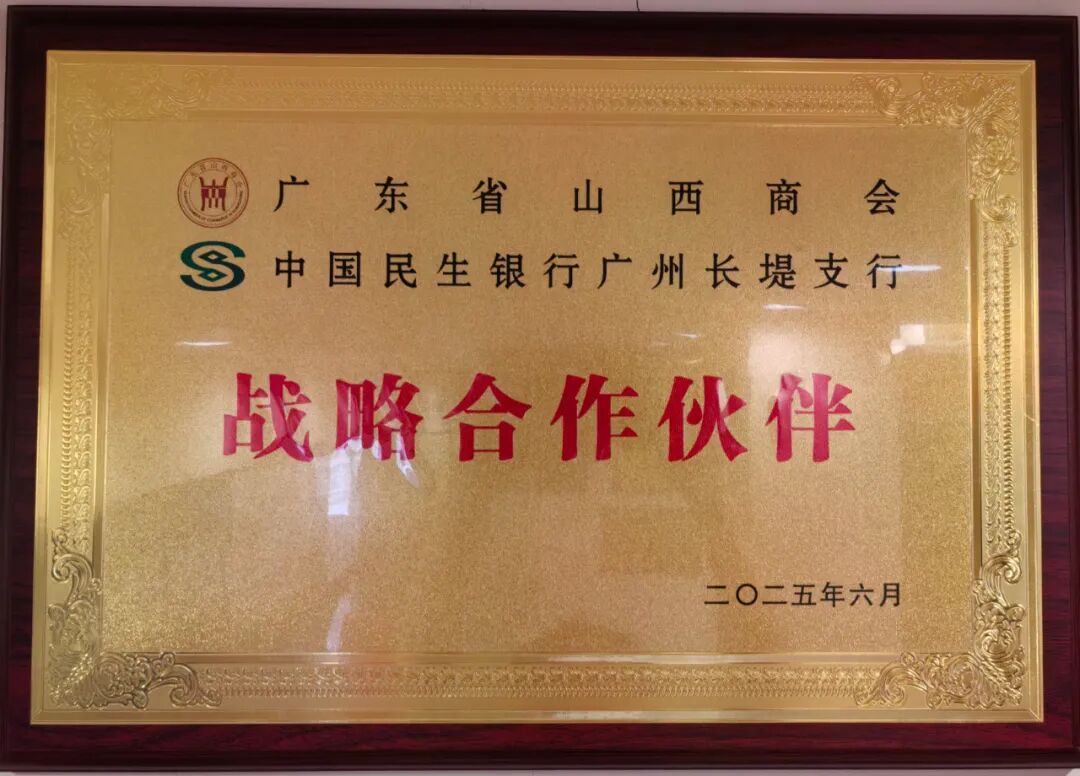 广东省山西商会
中国民生银行广州长堤支行
战略合作伙伴
二〇二五年六月